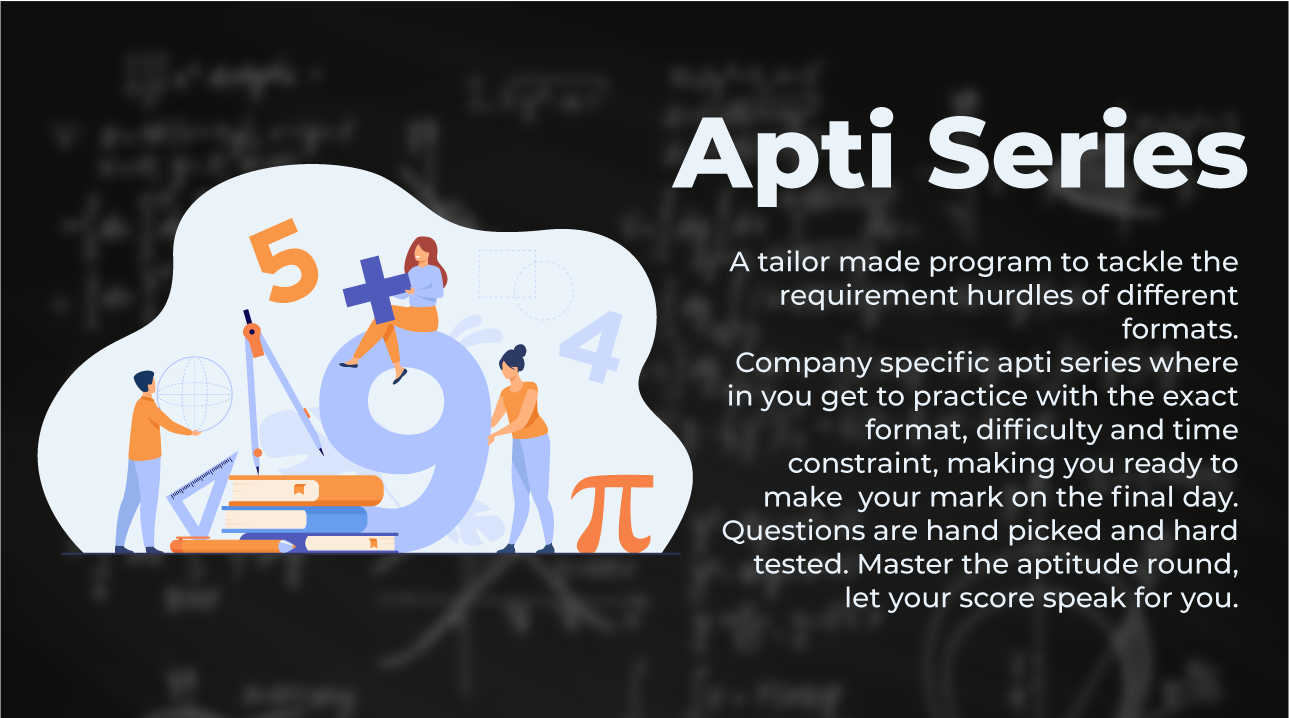 Apti Series
A tailor made program to tackle the
requirement hurdles of different
formats.
Company specific apti series where
in you get to practice with the exact
format, difficulty and time
constraint, making you ready to
make  your mark on the final day.
Questions are hand picked and hard
tested. Master the aptitude round,
let your score speak for you.
5
4
9
π